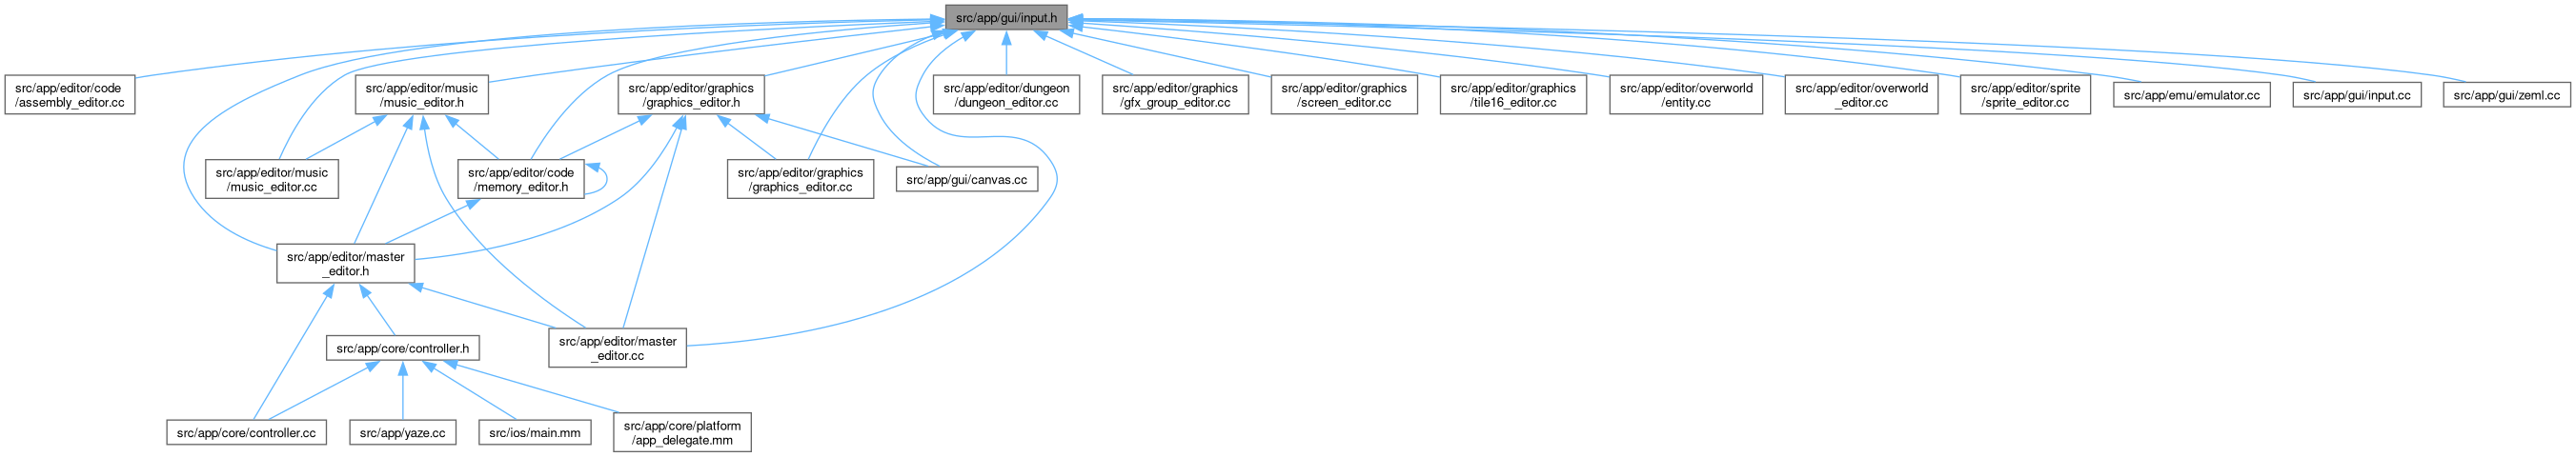 src/app/gui/input.h
src/app/editor/code
/assembly_editor.cc
src/app/editor/music
/music_editor.h
src/app/editor/graphics
/graphics_editor.h
src/app/editor/dungeon
/dungeon_editor.cc
src/app/editor/graphics
/gfx_group_editor.cc
src/app/editor/graphics
/screen_editor.cc
src/app/editor/graphics
/tile16_editor.cc
src/app/editor/overworld
/entity.cc
src/app/editor/overworld
_editor.cc
src/app/editor/sprite
/sprite_editor.cc
src/app/emu/emulator.cc
src/app/gui/input.cc
src/app/gui/zeml.cc
src/app/editor/music
/music_editor.cc
src/app/editor/code
/memory_editor.h
src/app/editor/graphics
/graphics_editor.cc
src/app/gui/canvas.cc
src/app/editor/master
_editor.h
src/app/core/controller.h
src/app/editor/master
_editor.cc
src/app/core/controller.cc
src/app/yaze.cc
src/ios/main.mm
src/app/core/platform
/app_delegate.mm